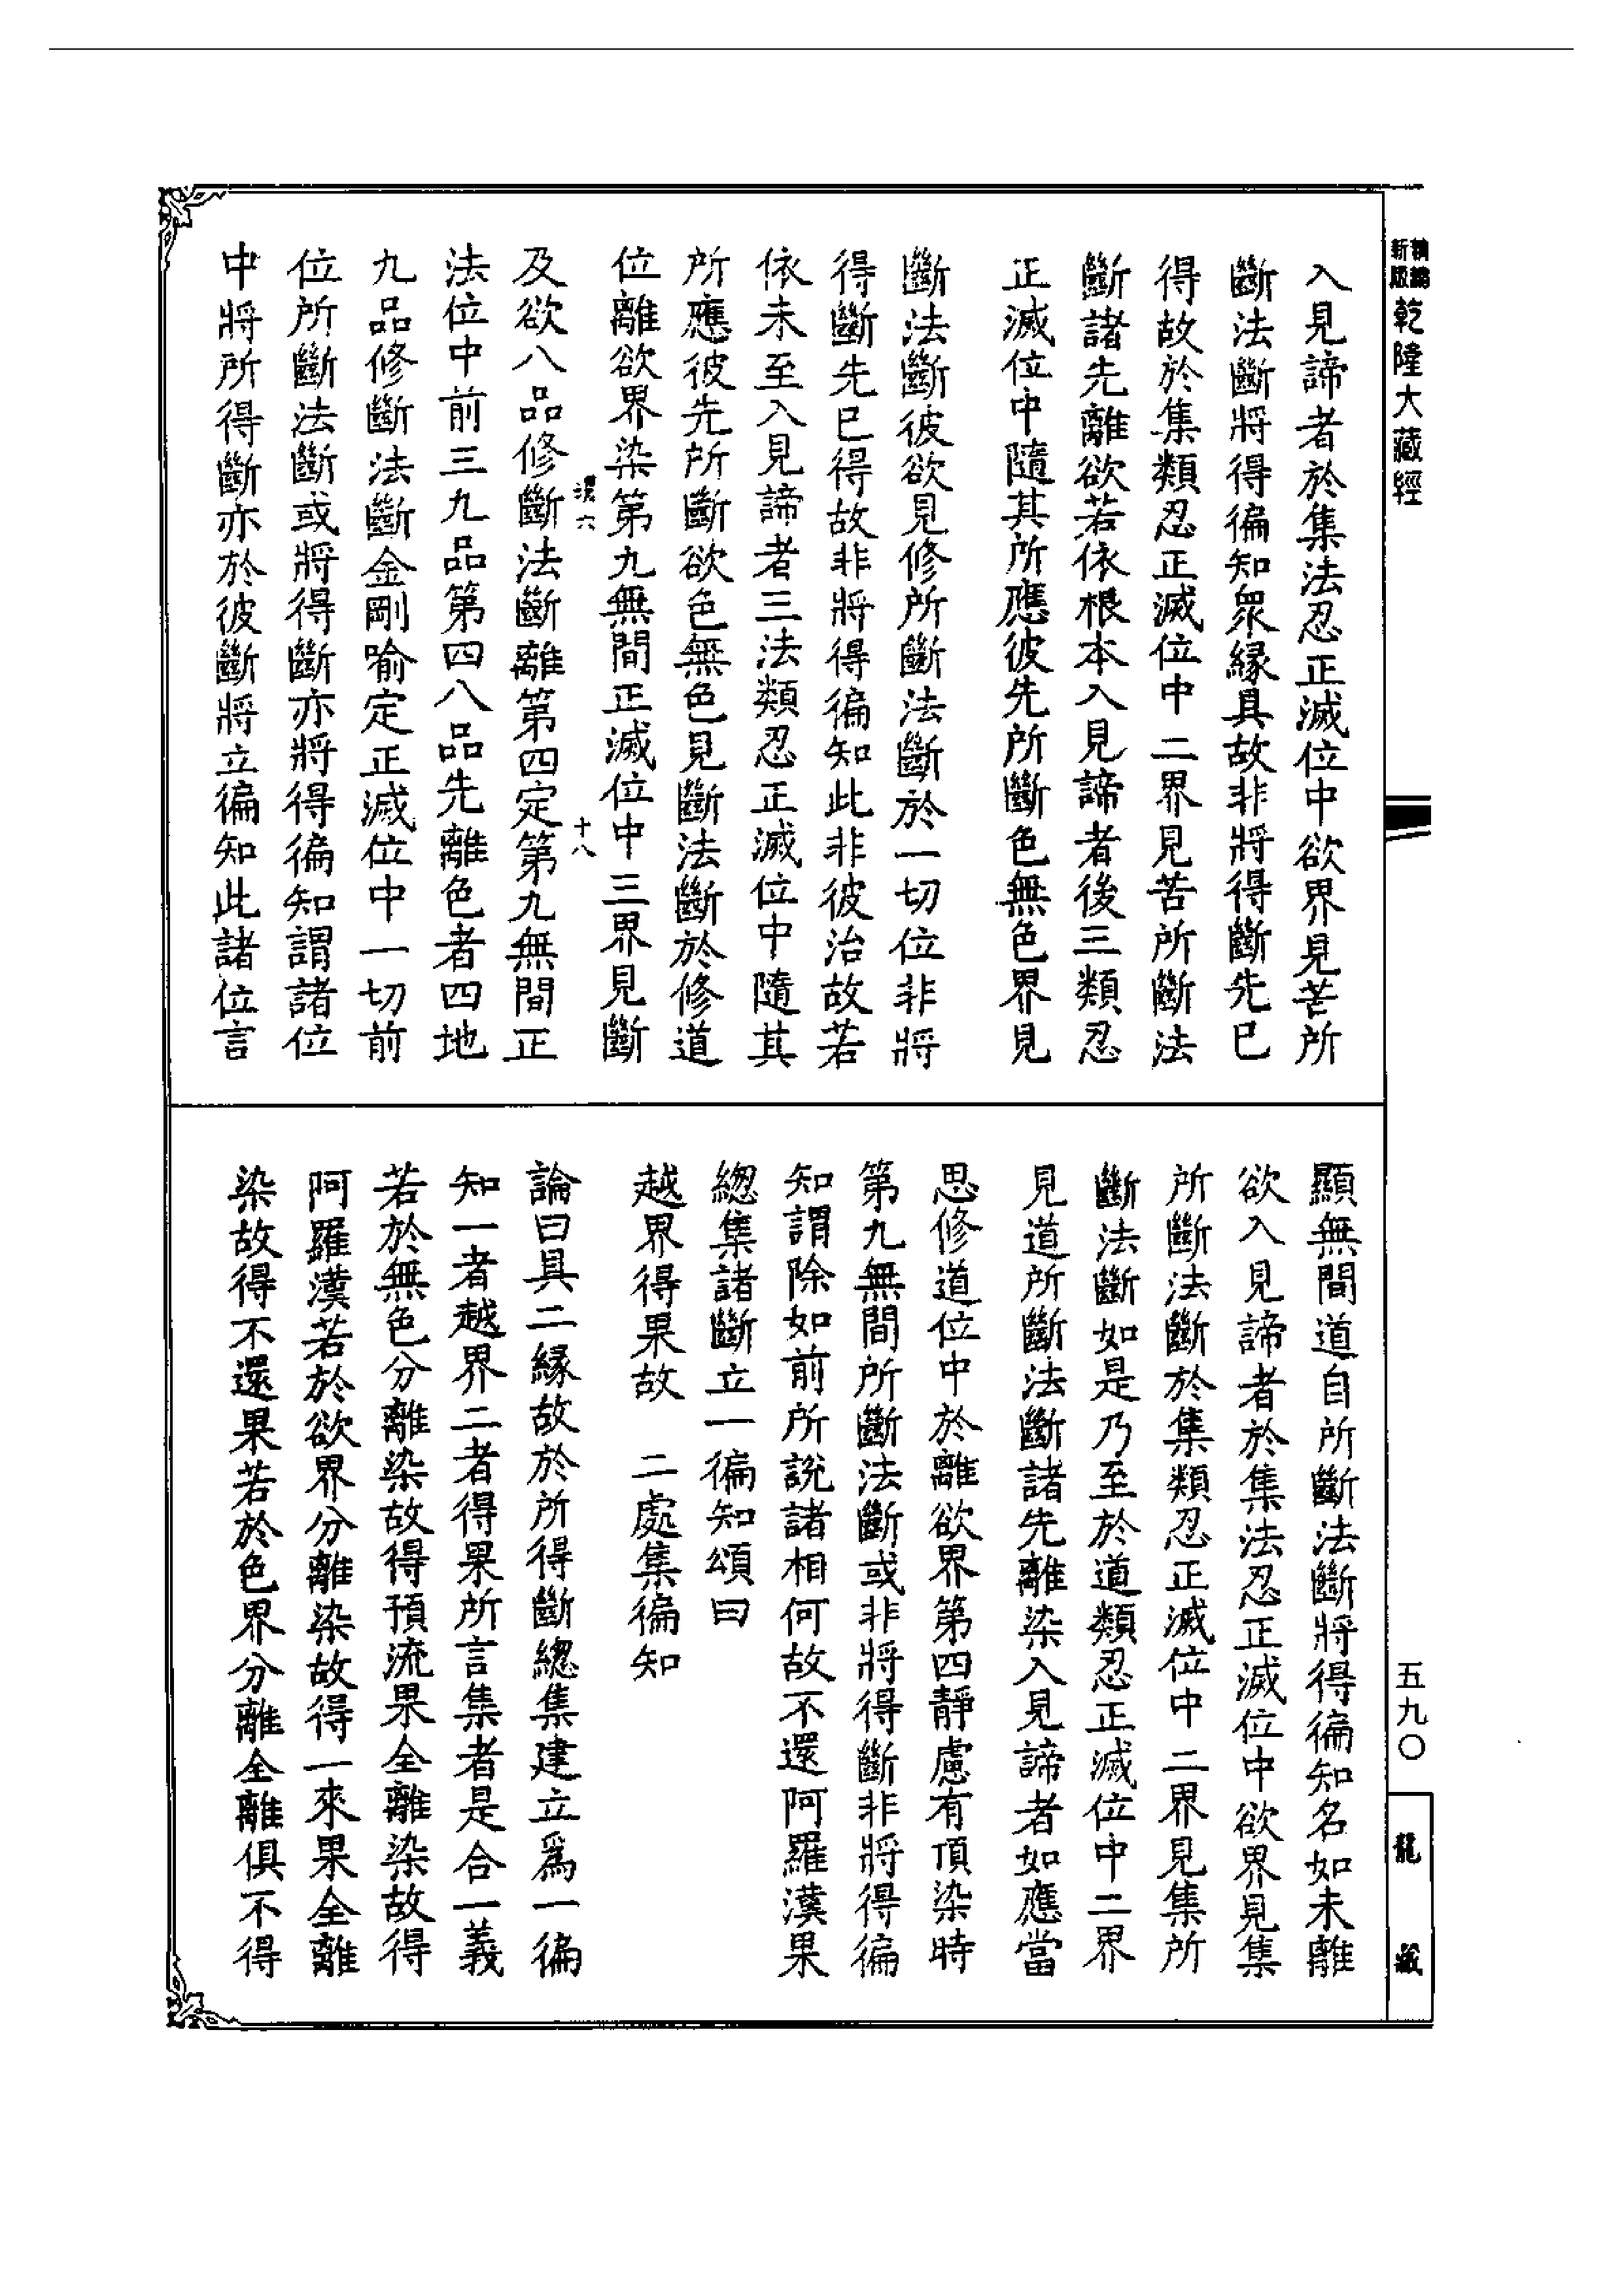 新編
新版
乾隆大藏經
入見諦者於集法忍正滅位中欲界見苦所
斷法斷將得徧知眾緣具故非將得斷先已
得故於集類忍正滅位中二界見苦所斷法
斷諸先離欲若依根本入見諦者後三類忍
正滅位中隨其所應彼先所斷色無色界見
斷法斷彼欲見修所斷法斷於一切位非將
得斷先已得故非將得徧知此非彼治故若
依未至入見諦者三法類忍正滅位中隨其
所應彼先所斷欲色無色見斷法斷於修道
位離欲界染第九無間正滅位中三界見斷
漢六
十八
及欲八品修斷法斷離第四定第九無間正
法位中前三九品第四八品先離色者四地
九品修斷法斷金剛喻定正滅位中一切前
位所斷法斷或將得斷亦將得徧知謂諸位
中將所得斷亦於彼斷將立徧知此諸位言
顯無間道自所斷法斷將得徧知名如未離
欲入見諦者於集法忍正滅位中欲界見集
所斷法斷於集類忍正滅位中二界見集所
斷法斷如是乃至於道類忍正滅位中二界
見道所斷法斷諸先離染入見諦者如應當
思修道位中於離欲界第四靜慮有頂染時
第九無間所斷法斷或非將得斷非將得徧
知謂除如前所說諸相何故不還阿羅漢果
總集諸斷立一徧知頌曰
越界得果故　二處集徧知
論曰具二緣故於所得斷總集建立爲一徧
知一者越界二者得果所言集者是合一義
若於無色分離染故得預流果全離染故得
阿羅漢若於欲界分離染故得一來果全離
染故得不還果若於色界分離全離俱不得
五九〇
龍藏